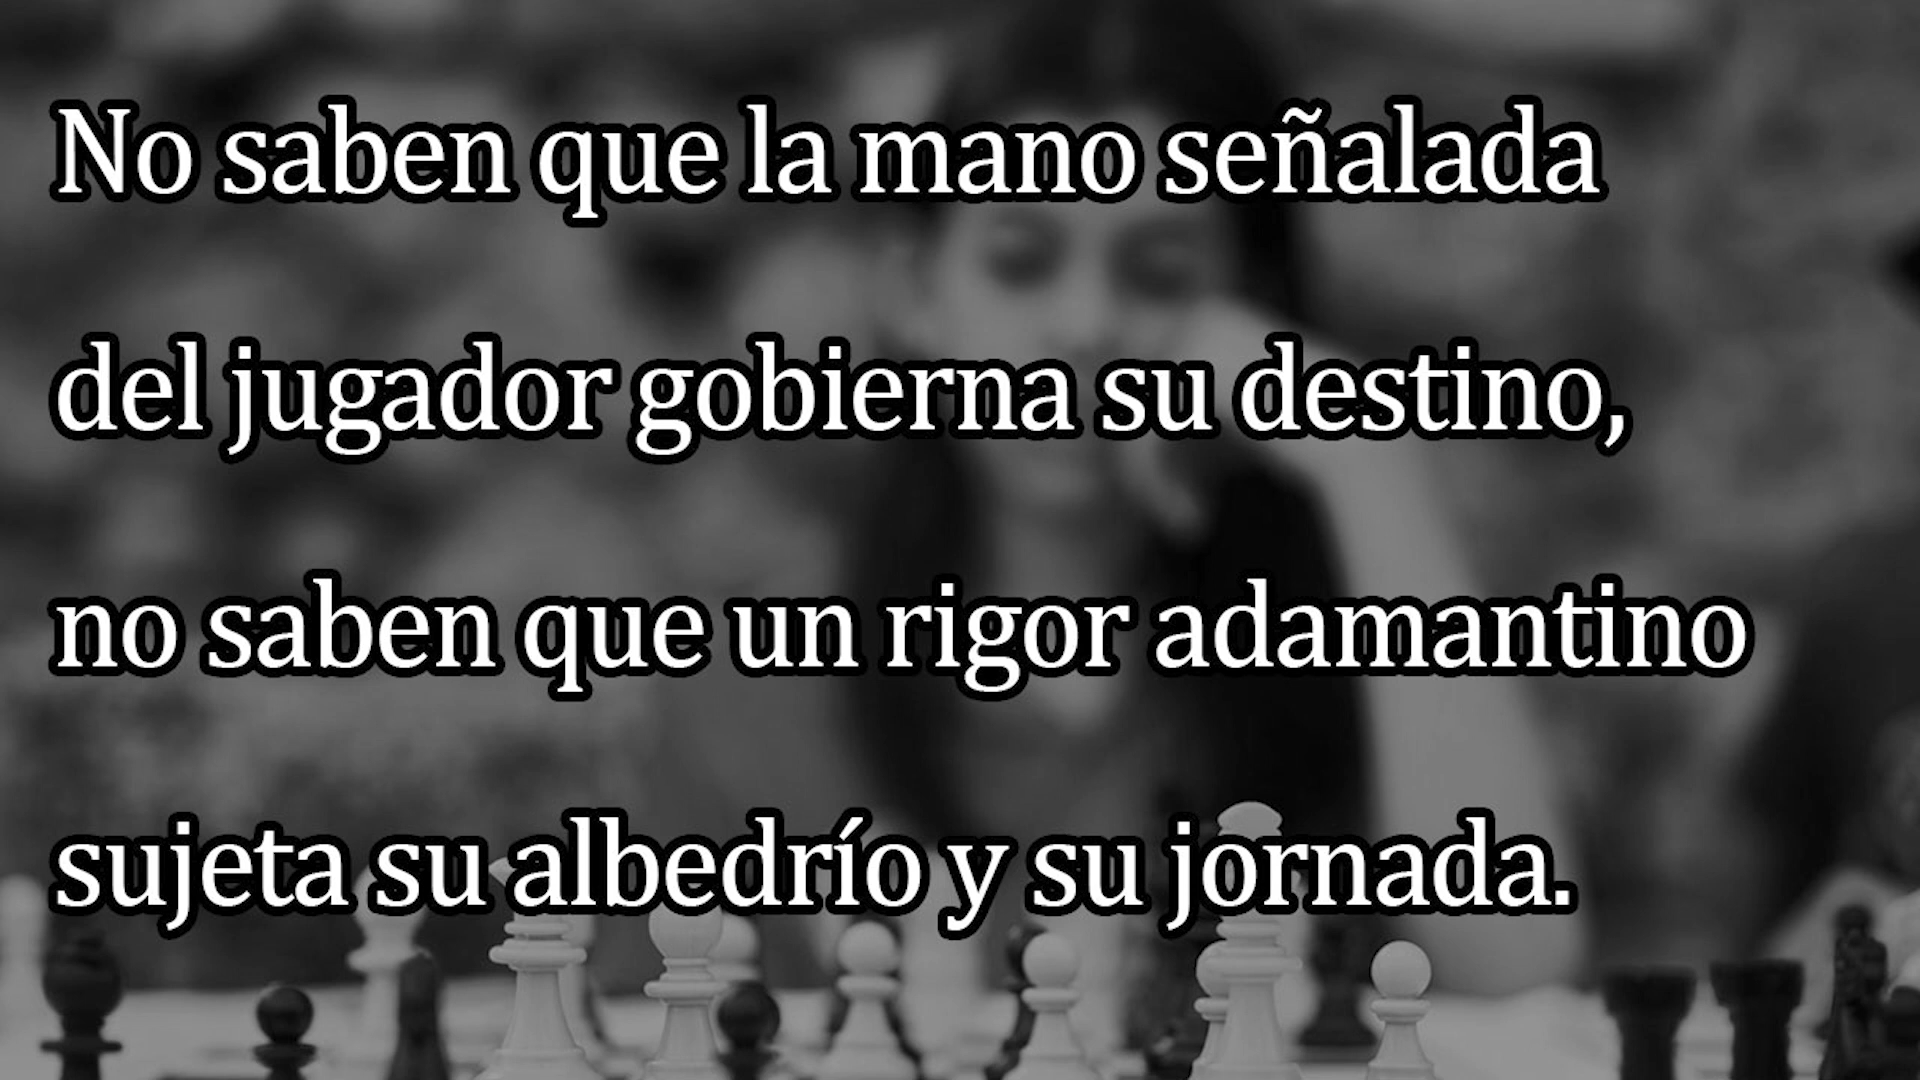 No saben que la mano señalada
del jugador gobierna su destino,
no saben que un rigor adamantino
sujeta su albedrío y su jornada.